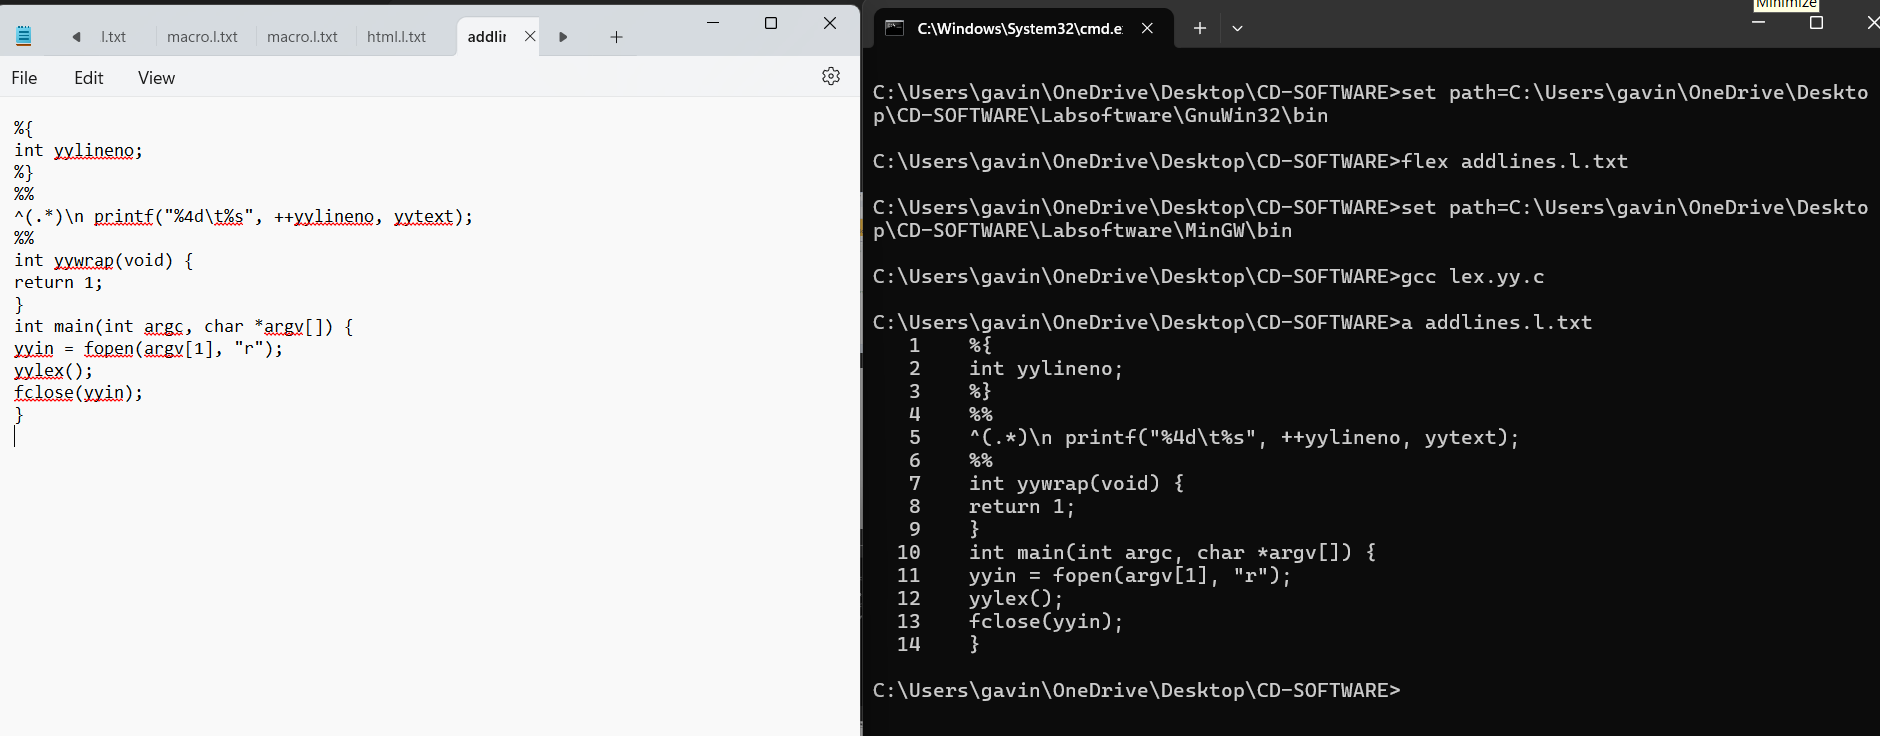 l.txt macro.l.txt macro.l.txt html.l.txt addlin
File Edit View
%{
int yylineno;
%}
%%
^(.*)\n printf("%4d\t%s", ++yylineno, yytext);
%%
int yywrap(void) {
return 1;
}
int main(int argc, char *argv[]) {
yyin = fopen(argv[1], "r");
yylex();
fclose(yyin);
}
Minimize
C:\Windows\System32\cmd.e
C:\Users\gavin\OneDrive\Desktop\CD-SOFTWARE>set path=C:\Users\gavin\OneDrive\Deskto
p\CD-SOFTWARE\Labsoftware\GnuWin32\bin
C:\Users\gavin\OneDrive\Desktop\CD-SOFTWARE>flex addlines.l.txt
C:\Users\gavin\OneDrive\Desktop\CD-SOFTWARE>set path=C:\Users\gavin\OneDrive\Deskto
p\CD-SOFTWARE\Labsoftware\MinGW\bin
C:\Users\gavin\OneDrive\Desktop\CD-SOFTWARE>gcc lex.yy.c
C:\Users\gavin\OneDrive\Desktop\CD-SOFTWARE>a addlines.l.txt
1 %{
2 int yylineno;
3 %}
4 %%
5 ^(.*)\n printf("%4d\t%s", ++yylineno, yytext);
6 %%
7 int yywrap(void) {
8 return 1;
9 }
10 int main(int argc, char *argv[]) {
11 yyin = fopen(argv[1], "r");
12 yylex();
13 fclose(yyin);
14 }
C:\Users\gavin\OneDrive\Desktop\CD-SOFTWARE>